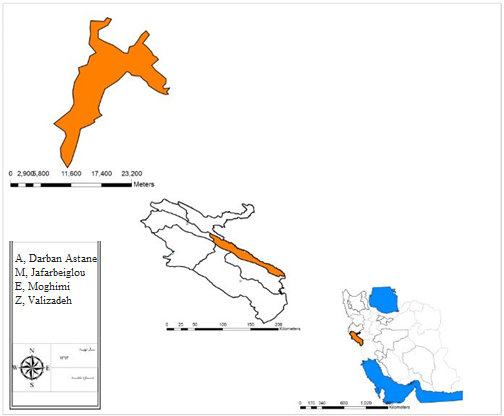 0 2,900 5,800 11,600 17,400 23,200
Meters
A, Darban Astane
M, Jafarbeiglou
E, Moghimi
Z, Valizadeh
0 25 50 100 150 200
Kilometers
N
W E
S
0 170 340 680 1,020
Kilometers